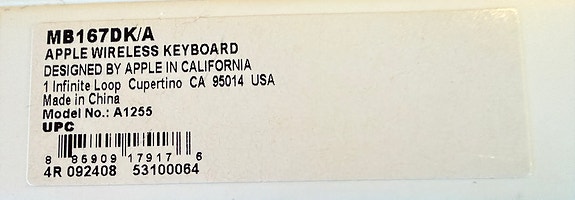 MB167DK/A
APPLE WIRELESS KEYBOARD
DESIGNED BY APPLE IN CALIFORNIA
1 Infinite Loop Cupertino CA 95014 USA
Made in China
Model No.: A1255
UPC
8 85909 17917 6
4R 092408 53100064